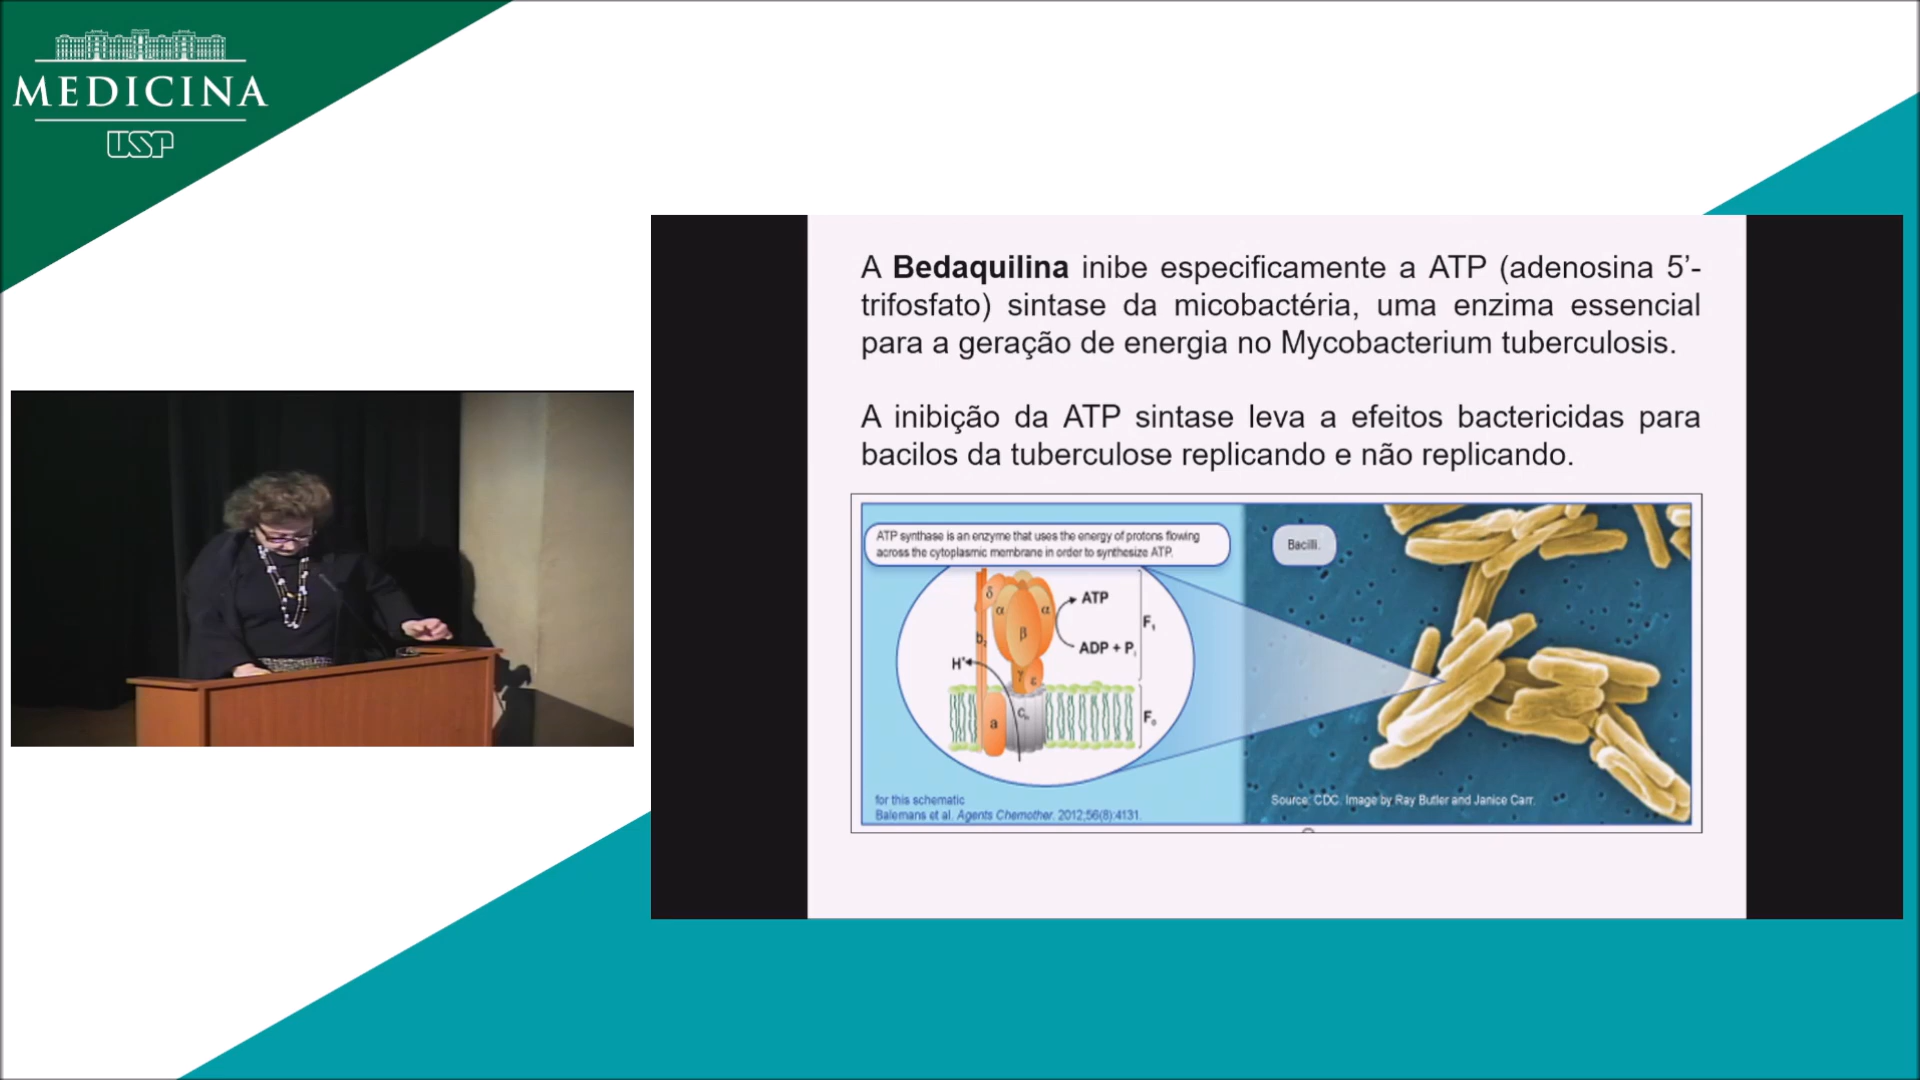 MEDICINA
USP
A Bedaquilina inibe especificamente a ATP (adenosina 5’-
trifosfato) sintase da micobactéria, uma enzima essencial
para a geração de energia no Mycobacterium tuberculosis.
A inibição da ATP sintase leva a efeitos bactericidas para
bacilos da tuberculose replicando e não replicando.
ATP synthase is an enzyme that uses the energy of protons flowing
across the cytoplasmic membrane in order to synthesize ATP.
Bacilli.
δ
α
α
β
b₂
γ
ε
a
Cₙ
H⁺
ATP
ADP + Pᵢ
F₁
F₀
for this schematic
Balemans et al. Agents Chemother. 2012;56(8):4131.
Source: CDC. Image by Ray Butler and Janice Carr.